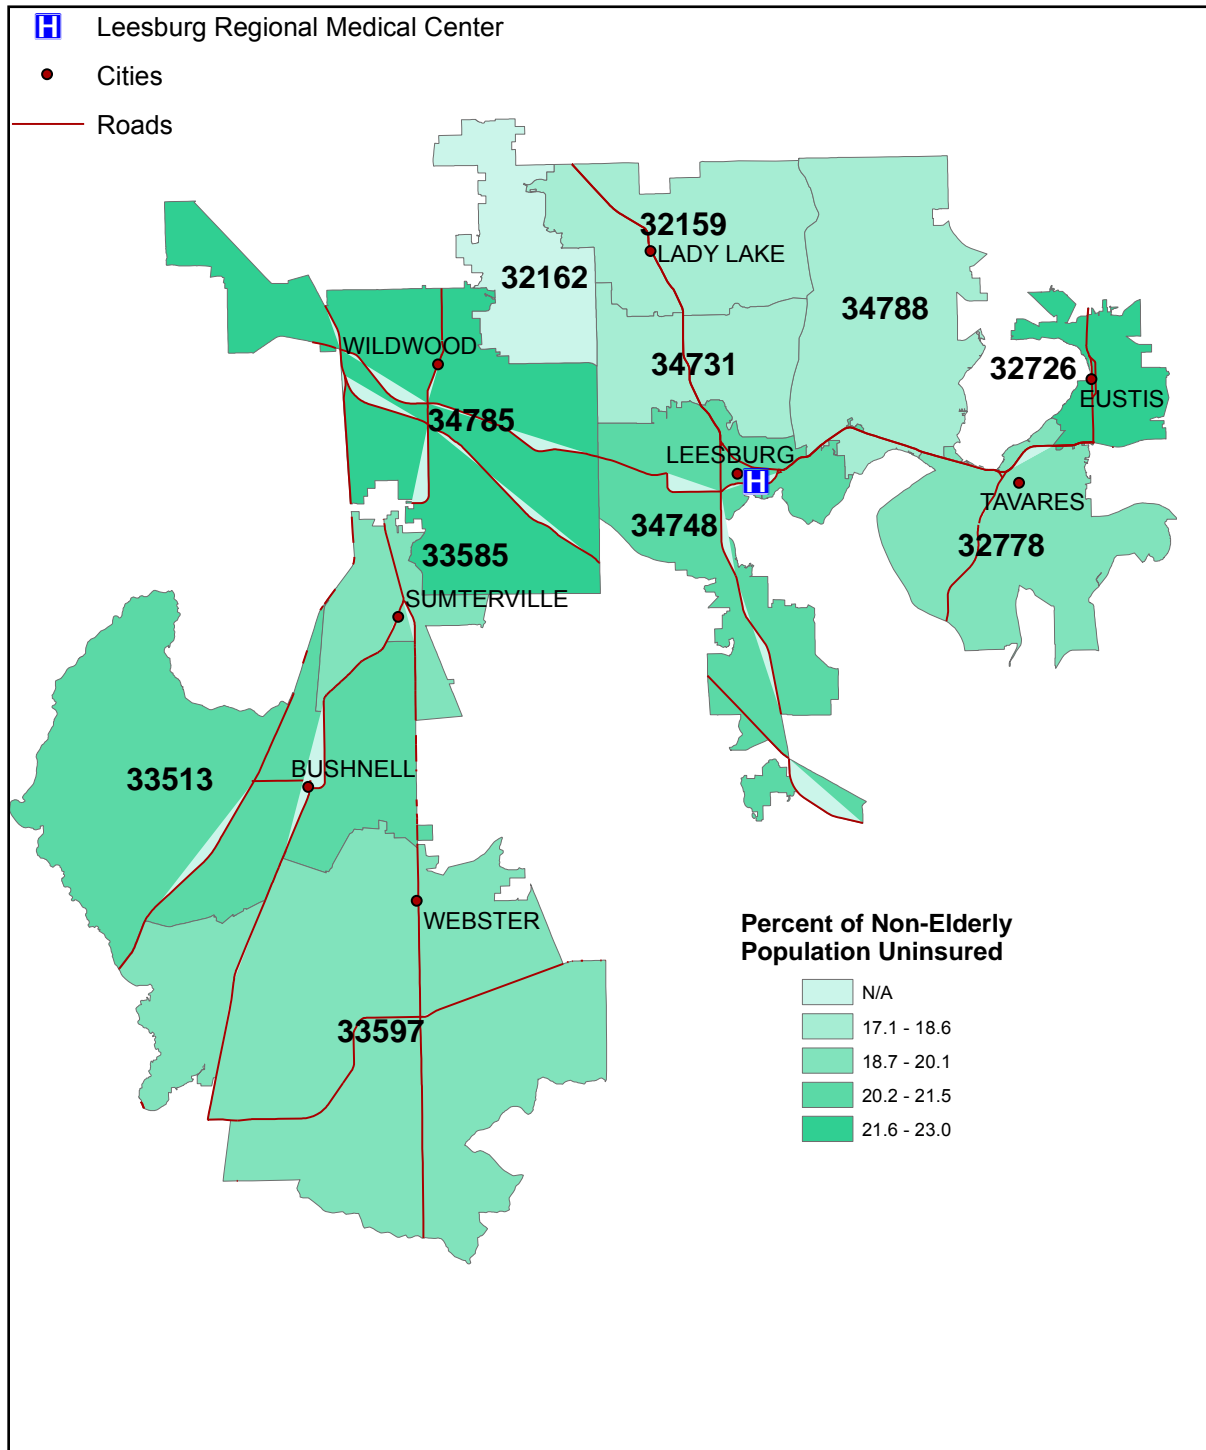 H Leesburg Regional Medical Center
Cities
Roads
32159
LADY LAKE
32162
34788
WILDWOOD
34731
32726
EUSTIS
34785
LEESBURG
H
TAVARES
34748
32778
33585
SUMTERVILLE
33513
BUSHNELL
WEBSTER
33597
Percent of Non-Elderly
Population Uninsured
N/A
17.1 - 18.6
18.7 - 20.1
20.2 - 21.5
21.6 - 23.0